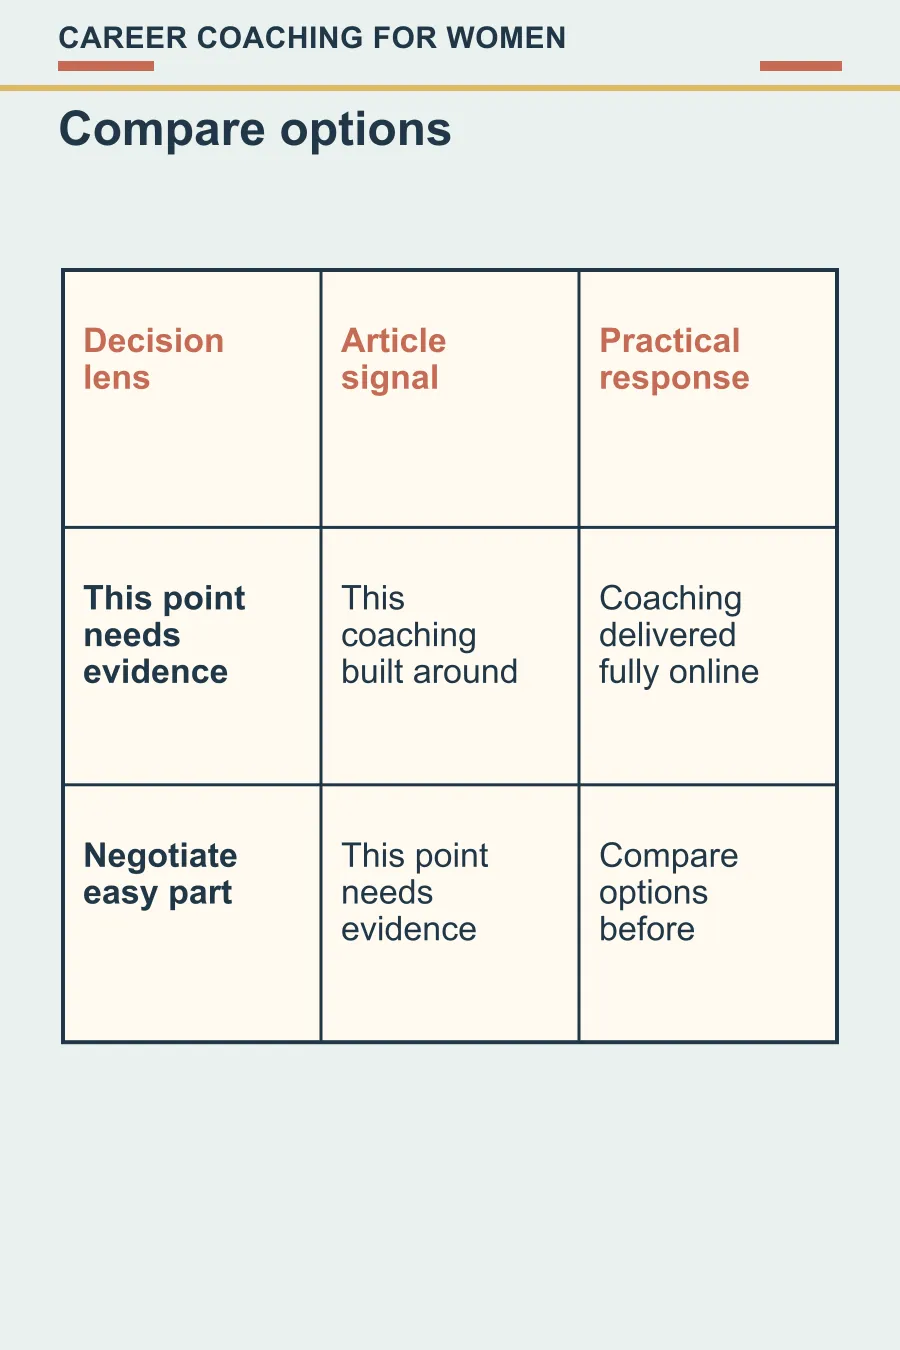 CAREER COACHING FOR WOMEN
Compare options
Decision
lens
Article
signal
Practical
response
This point
needs
evidence
This
coaching
built around
Coaching
delivered
fully online
Negotiate
easy part
This point
needs
evidence
Compare
options
before